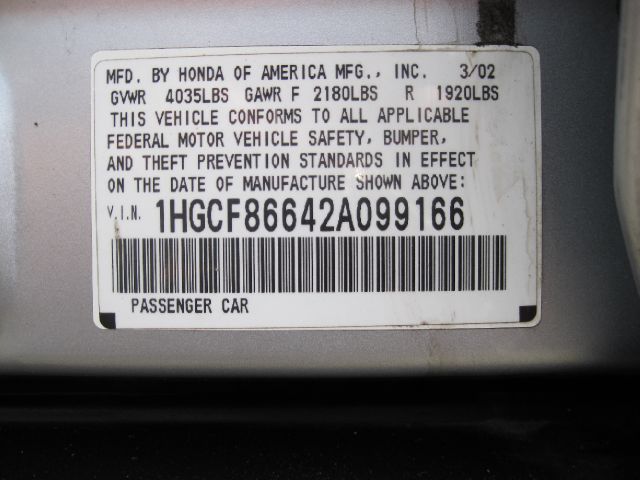 MFD. BY HONDA OF AMERICA MFG., INC. 3/02
GVWR 4035LBS GAWR F 2180LBS R 1920LBS
THIS VEHICLE CONFORMS TO ALL APPLICABLE
FEDERAL MOTOR VEHICLE SAFETY, BUMPER,
AND THEFT PREVENTION STANDARDS IN EFFECT
ON THE DATE OF MANUFACTURE SHOWN ABOVE:
V.I.N. 1HGCF86642A099166
PASSENGER CAR